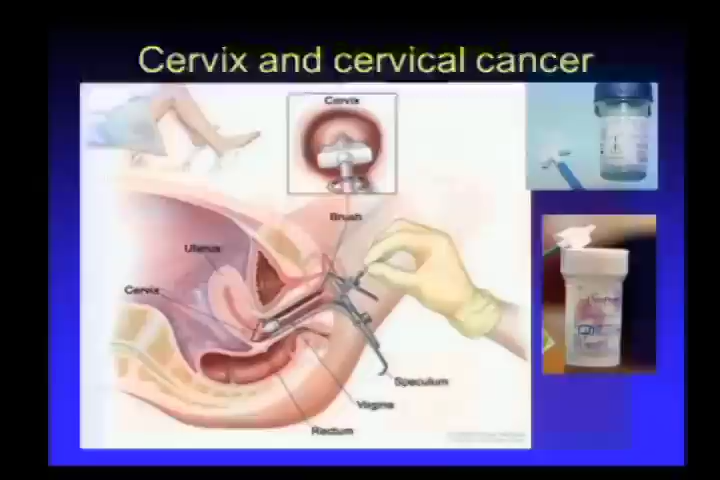 Cervix and cervical cancer
Cervix
Brush
Uterus
Cervix
Speculum
Vagina
Rectum